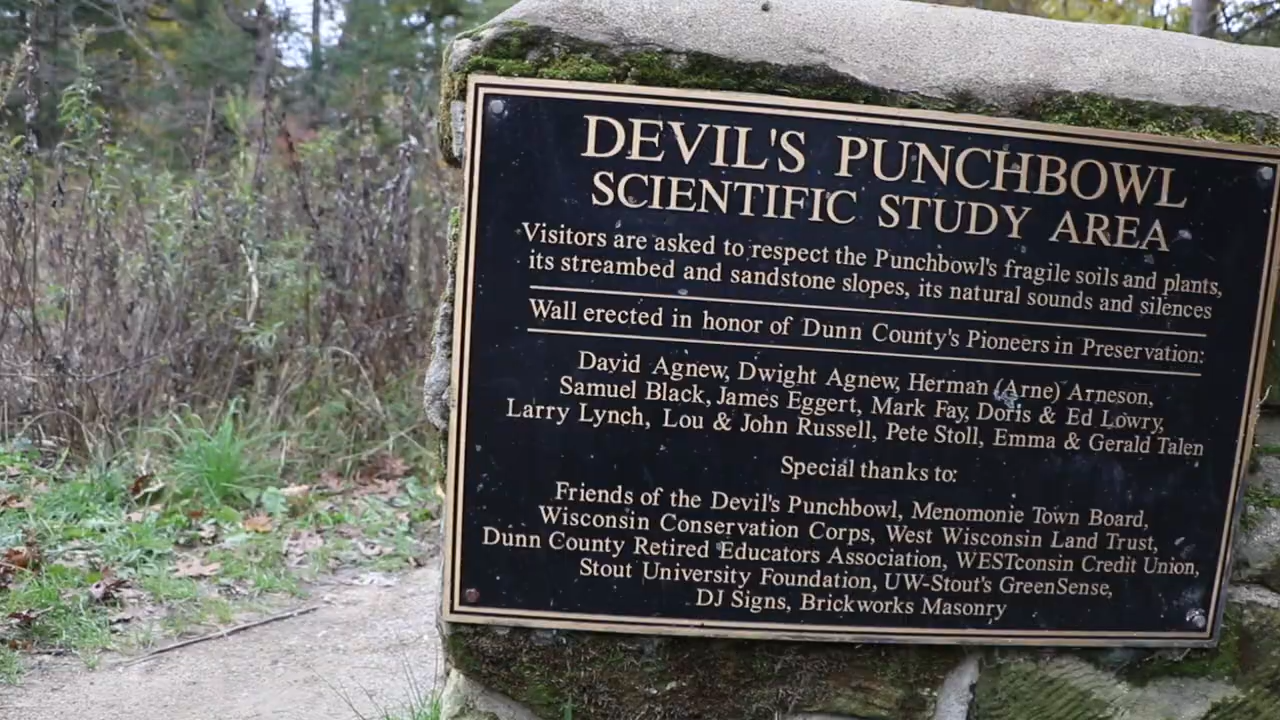 DEVIL'S PUNCHBOWL
SCIENTIFIC STUDY AREA
Visitors are asked to respect the Punchbowl's fragile soils and plants,
its streambed and sandstone slopes, its natural sounds and silences
Wall erected in honor of Dunn County's Pioneers in Preservation:
David Agnew, Dwight Agnew, Herman (Arne) Arneson,
Samuel Black, James Eggert, Mark Fay, Doris & Ed Lowry,
Larry Lynch, Lou & John Russell, Pete Stoll, Emma & Gerald Talen
Special thanks to:
Friends of the Devil's Punchbowl, Menomonie Town Board,
Wisconsin Conservation Corps, West Wisconsin Land Trust,
Dunn County Retired Educators Association, WESTconsin Credit Union,
Stout University Foundation, UW-Stout's GreenSense,
DJ Signs, Brickworks Masonry